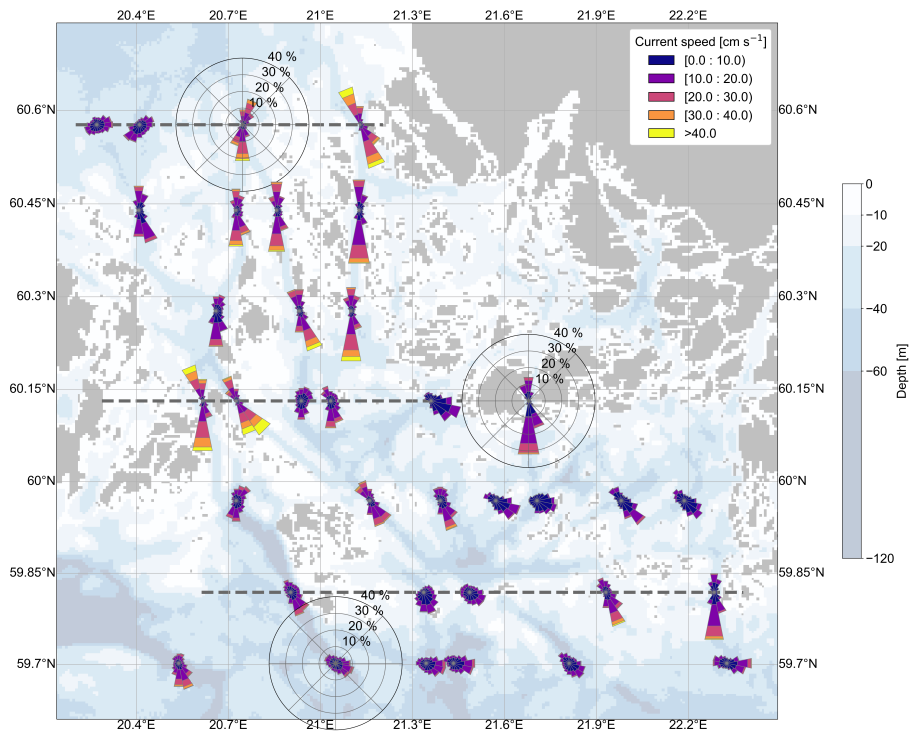 20.4°E 20.7°E 21°E 21.3°E 21.6°E 21.9°E 22.2°E
Current speed [cm s⁻¹]
[0.0 : 10.0)
[10.0 : 20.0)
[20.0 : 30.0)
[30.0 : 40.0)
>40.0
40 %
30 %
20 %
10 %
60.6°N 60.6°N
60.45°N 60.45°N
60.3°N 60.3°N
40 %
30 %
20 %
10 %
60.15°N 60.15°N
60°N 60°N
59.85°N 59.85°N
40 %
30 %
20 %
10 %
59.7°N 59.7°N
20.4°E 20.7°E 21°E 21.3°E 21.6°E 21.9°E 22.2°E
0
−10
−20
−40
−60
−120
Depth [m]